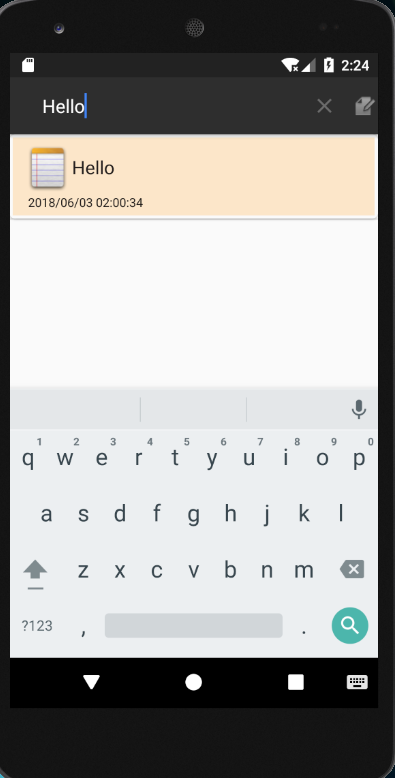 2:24
Hello
Hello
2018/06/03 02:00:34
1 2 3 4 5 6 7 8 9 0
q w e r t y u i o p
a s d f g h j k l
z x c v b n m
?123 , .